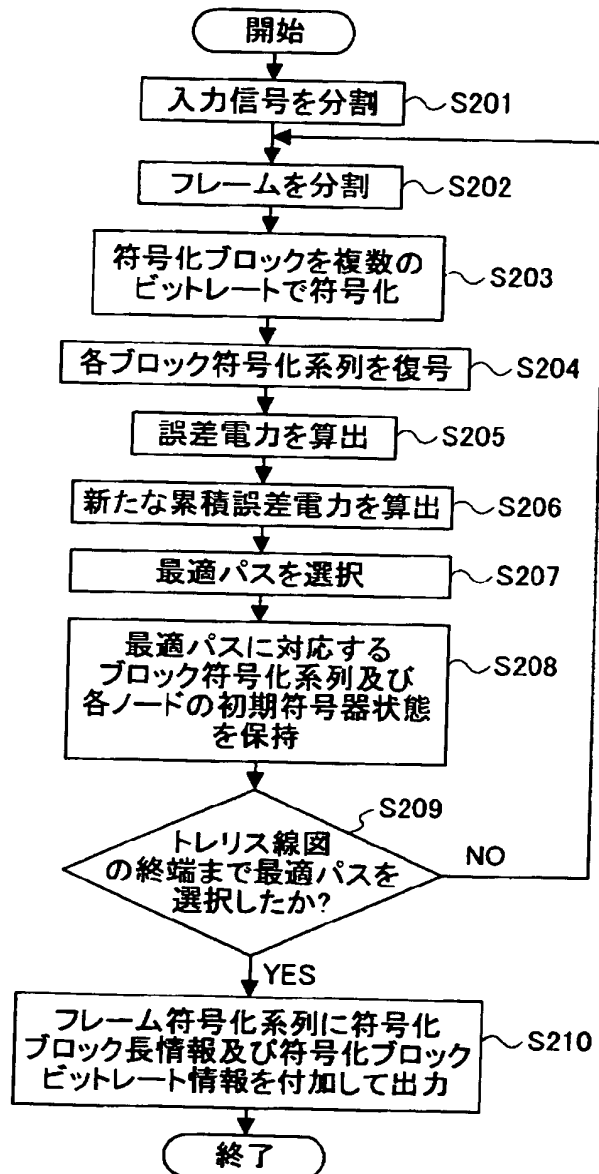 開始
入力信号を分割 S201
フレームを分割 S202
符号化ブロックを複数の
ビットレートで符号化 S203
各ブロック符号化系列を復号 S204
誤差電力を算出 S205
新たな累積誤差電力を算出 S206
最適パスを選択 S207
最適パスに対応する
ブロック符号化系列及び
各ノードの初期符号器状態
を保持 S208
S209
トレリス線図
の終端まで最適パスを
選択したか?
NO
YES
フレーム符号化系列に符号化
ブロック長情報及び符号化ブロック
ビットレート情報を付加して出力 S210
終了